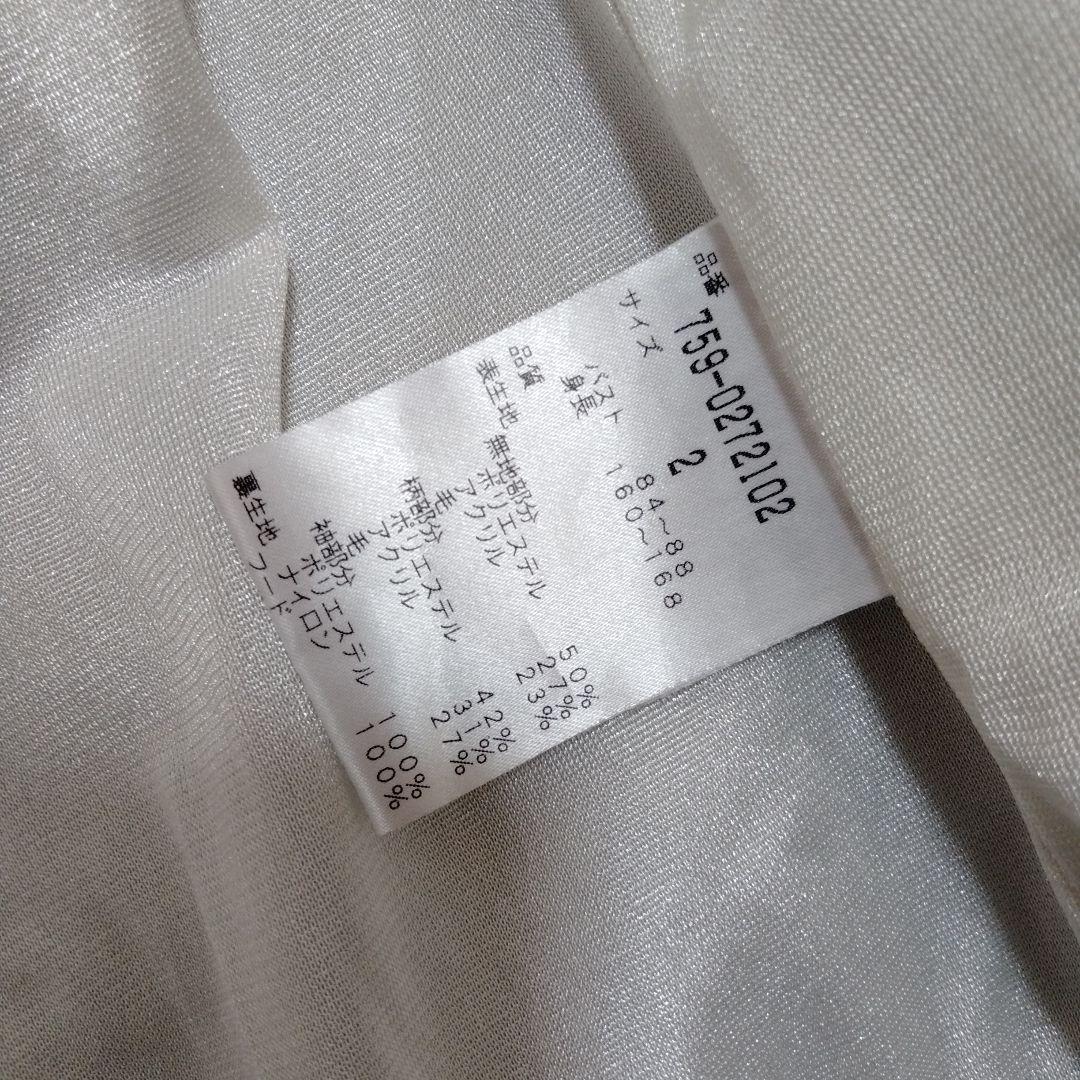 品番 759-0272102
サイズ 2
バスト 84~88
身長 160~168
品質
表生地 無地部分
ポリエステル 50%
アクリル 27%
毛 23%
柄部分
ポリエステル 42%
アクリル 31%
毛 27%
袖部分
ポリエステル 100%
ナイロン 100%
裏生地 フード